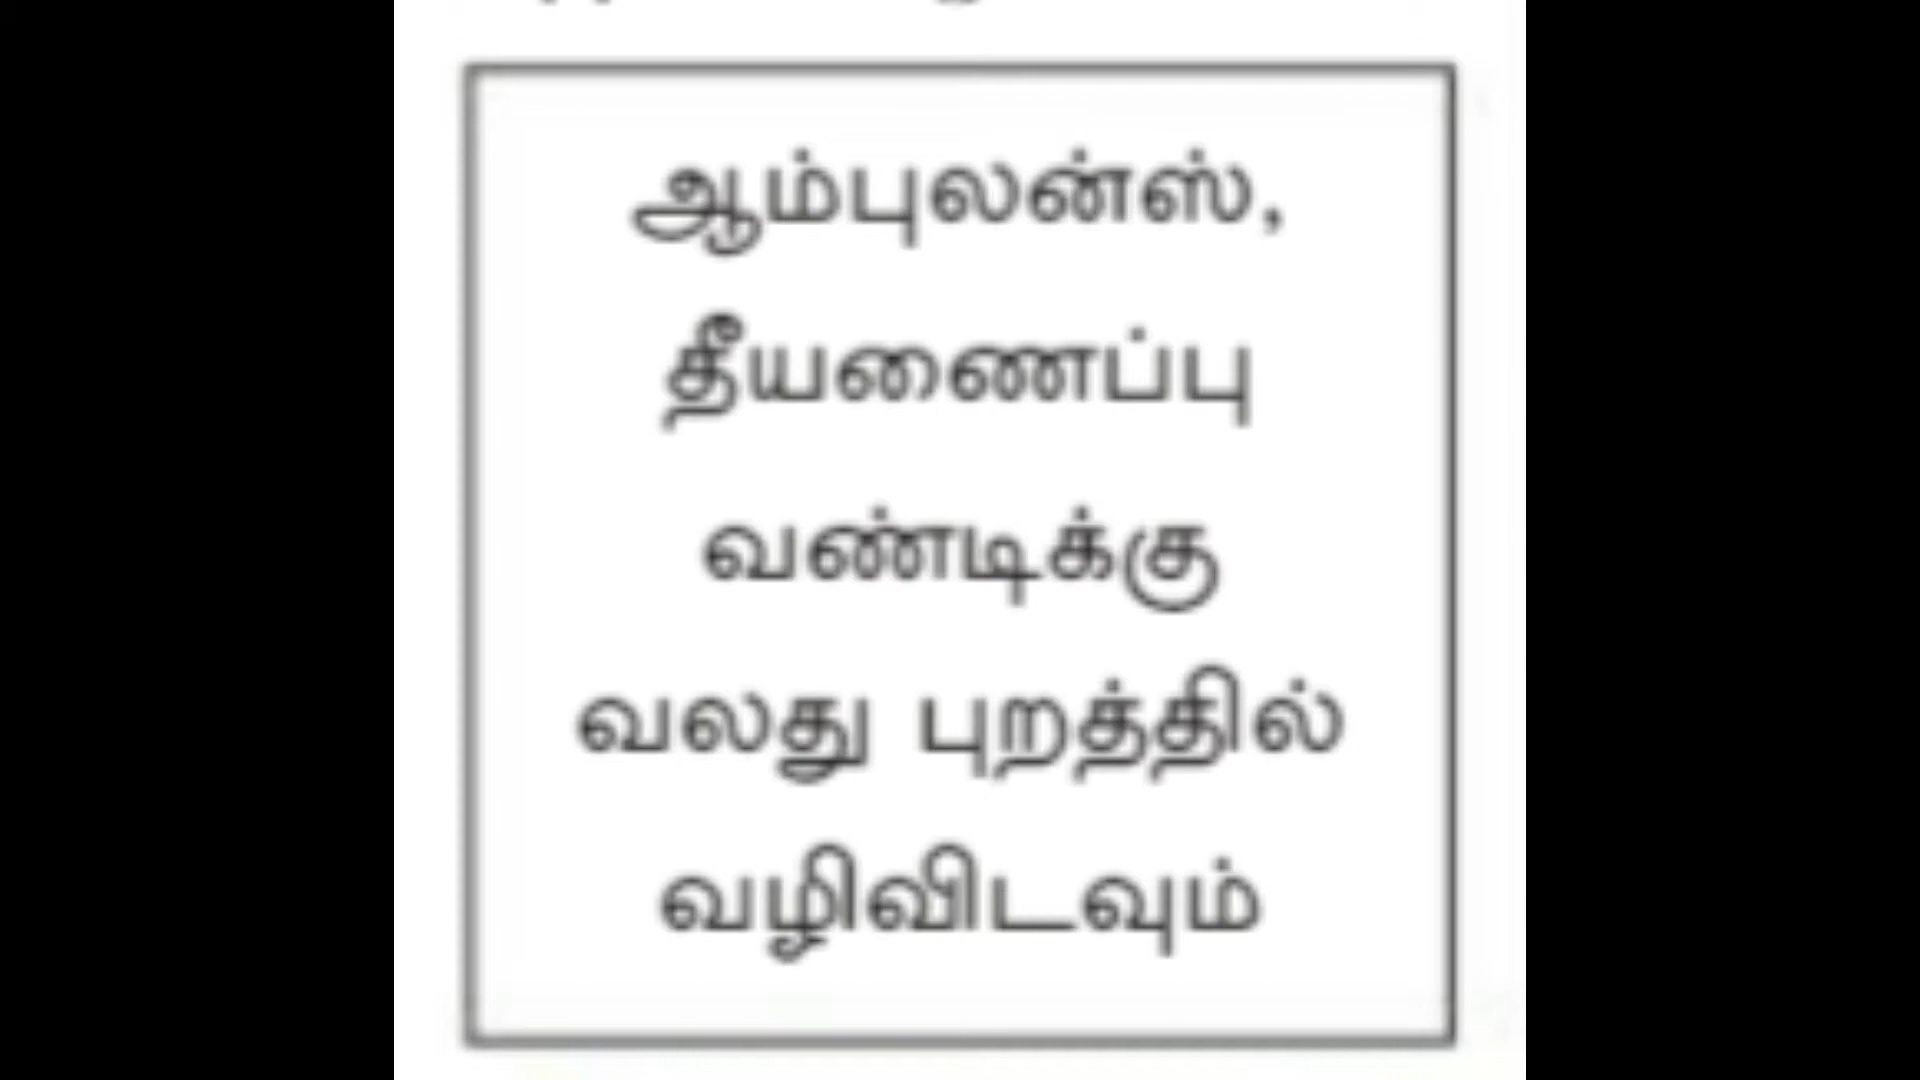 ஆம்புலன்ஸ்,
தீயணைப்பு
வண்டிக்கு
வலது புறத்தில்
வழிவிடவும்